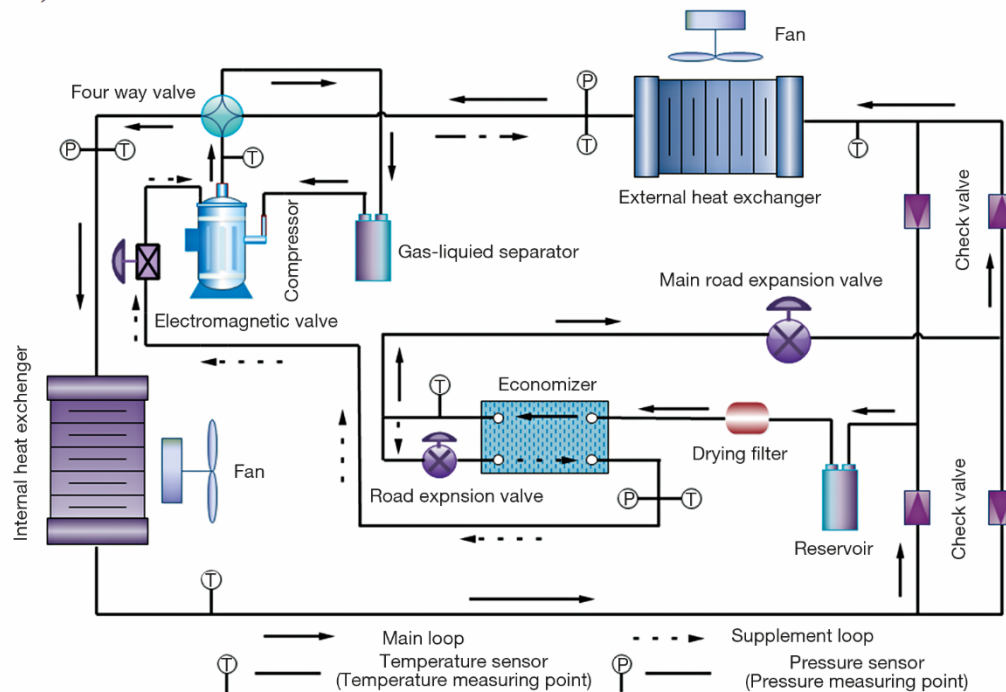 Fan
Four way valve
P
T
P
T
T
T
External heat exchanger
Check valve
Compressor
Gas-liquied separator
Main road expansion valve
Electromagnetic valve
Internal heat exchenger
Fan
T
Economizer
Drying filter
Road expnsion valve
P
T
Reservoir
Check valve
T
Main loop
Supplement loop
T
Temperature sensor
(Temperature measuring point)
P
Pressure sensor
(Pressure measuring point)